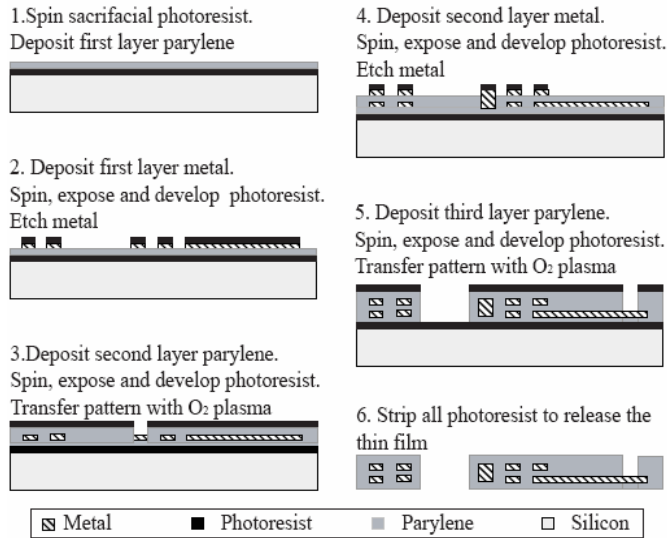 1.Spin sacrifacial photoresist.
Deposit first layer parylene
2. Deposit first layer metal.
Spin, expose and develop photoresist.
Etch metal
3.Deposit second layer parylene.
Spin, expose and develop photoresist.
Transfer pattern with O2 plasma
4. Deposit second layer metal.
Spin, expose and develop photoresist.
Etch metal
5. Deposit third layer parylene.
Spin, expose and develop photoresist.
Transfer pattern with O2 plasma
6. Strip all photoresist to release the
thin film
Metal Photoresist Parylene Silicon